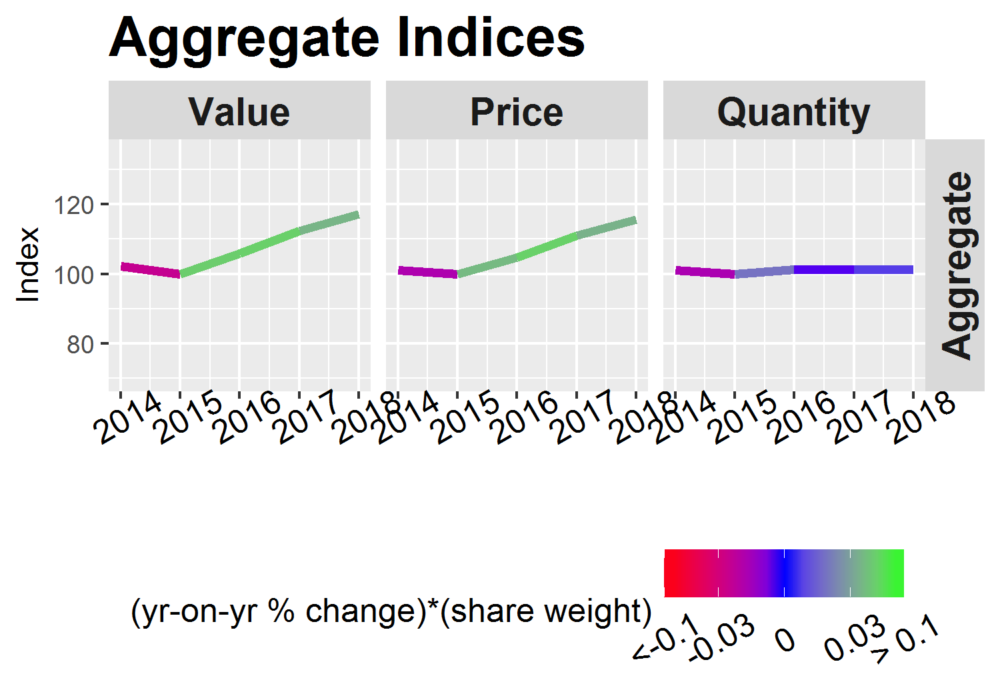 Aggregate Indices
Value Price Quantity
Aggregate
Index
120
100
80
2014 2015 2016 2017 2018 2014 2015 2016 2017 2018 2014 2015 2016 2017 2018
(yr-on-yr % change)*(share weight)
<-0.1 -0.03 0 0.03 > 0.1